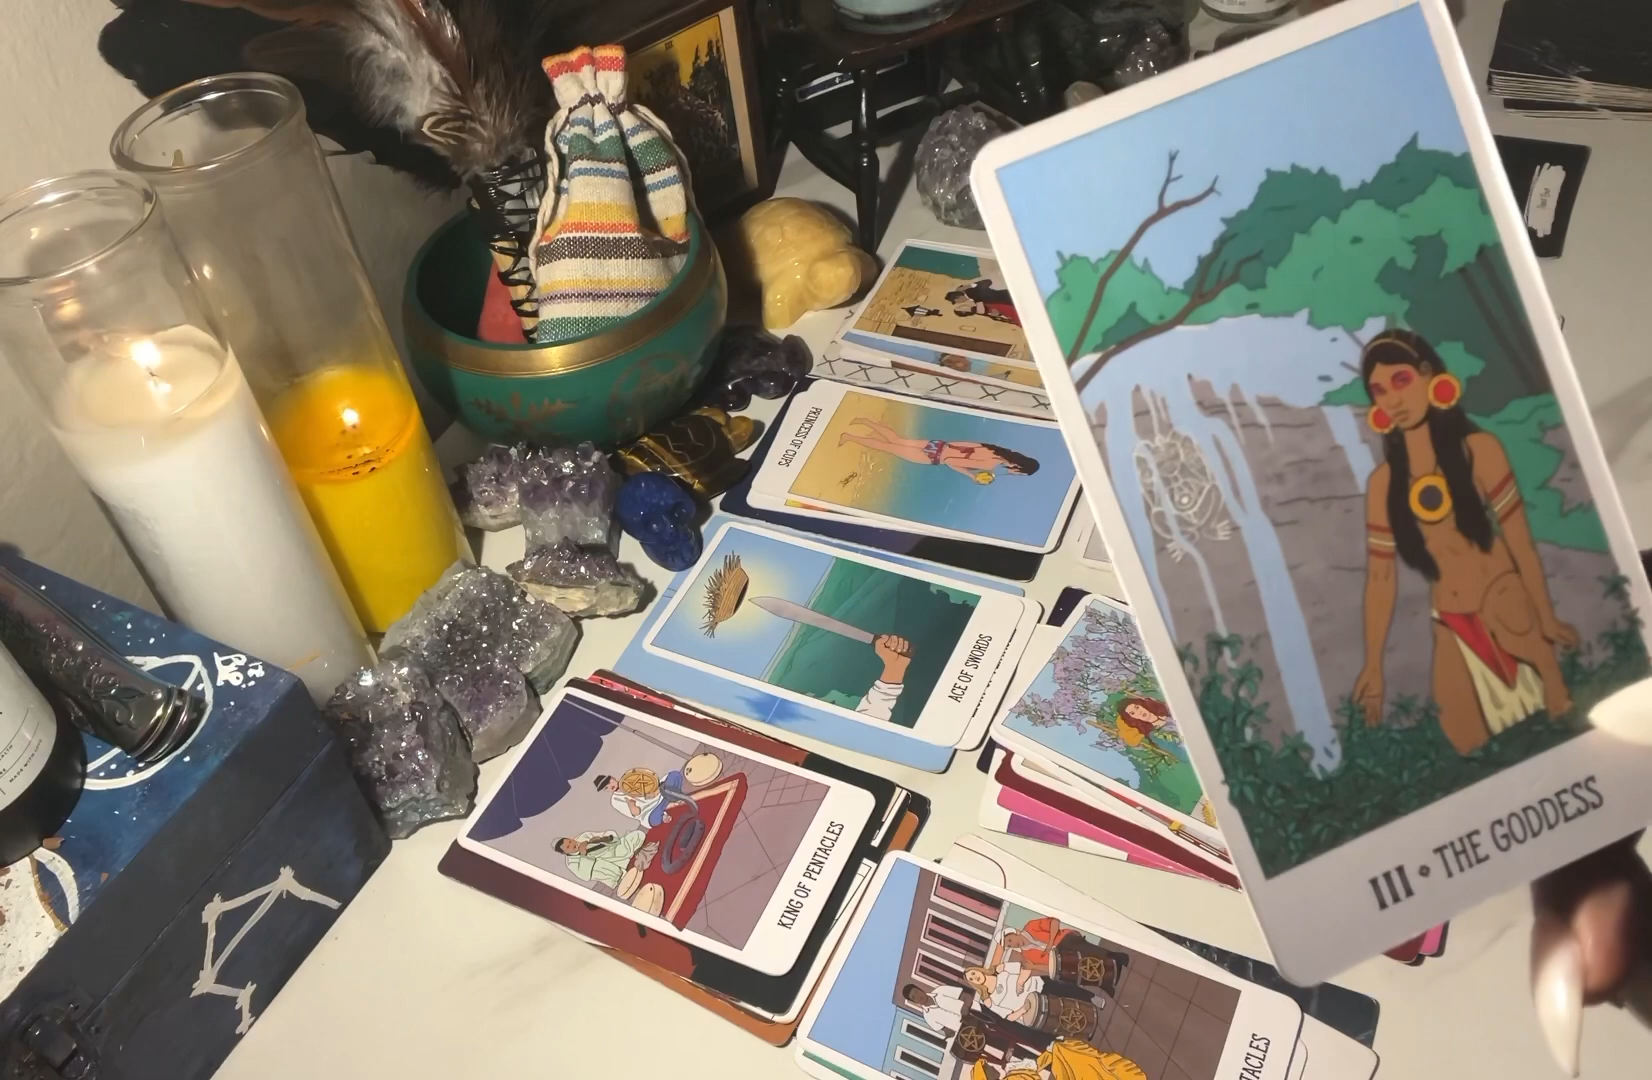 PRINCESS OF CUPS
ACE OF SWORDS
KING OF PENTACLES
III • THE GODDESS
TACLES